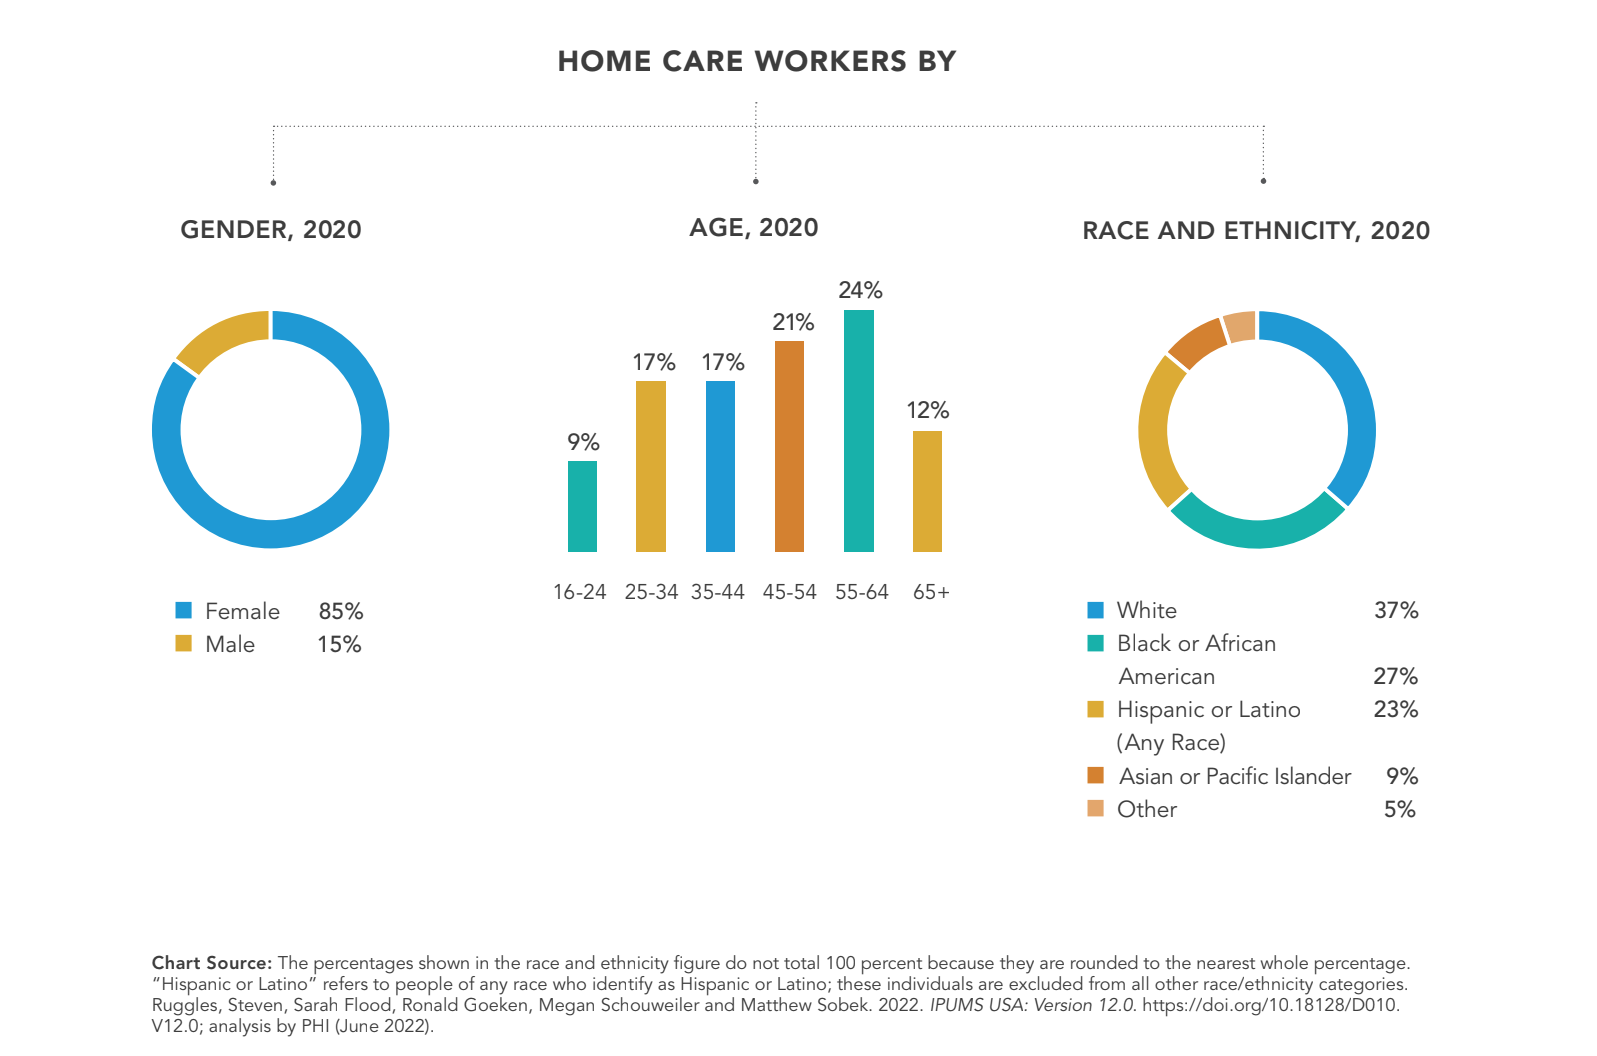 HOME CARE WORKERS BY
GENDER, 2020
Female 85%
Male 15%
AGE, 2020
24%
21%
17% 17%
12%
9%
16-24 25-34 35-44 45-54 55-64 65+
RACE AND ETHNICITY, 2020
White 37%
Black or African
American 27%
Hispanic or Latino 23%
(Any Race)
Asian or Pacific Islander 9%
Other 5%
Chart Source: The percentages shown in the race and ethnicity figure do not total 100 percent because they are rounded to the nearest whole percentage.
“Hispanic or Latino” refers to people of any race who identify as Hispanic or Latino; these individuals are excluded from all other race/ethnicity categories.
Ruggles, Steven, Sarah Flood, Ronald Goeken, Megan Schouweiler and Matthew Sobek. 2022. IPUMS USA: Version 12.0. https://doi.org/10.18128/D010.
V12.0; analysis by PHI (June 2022).